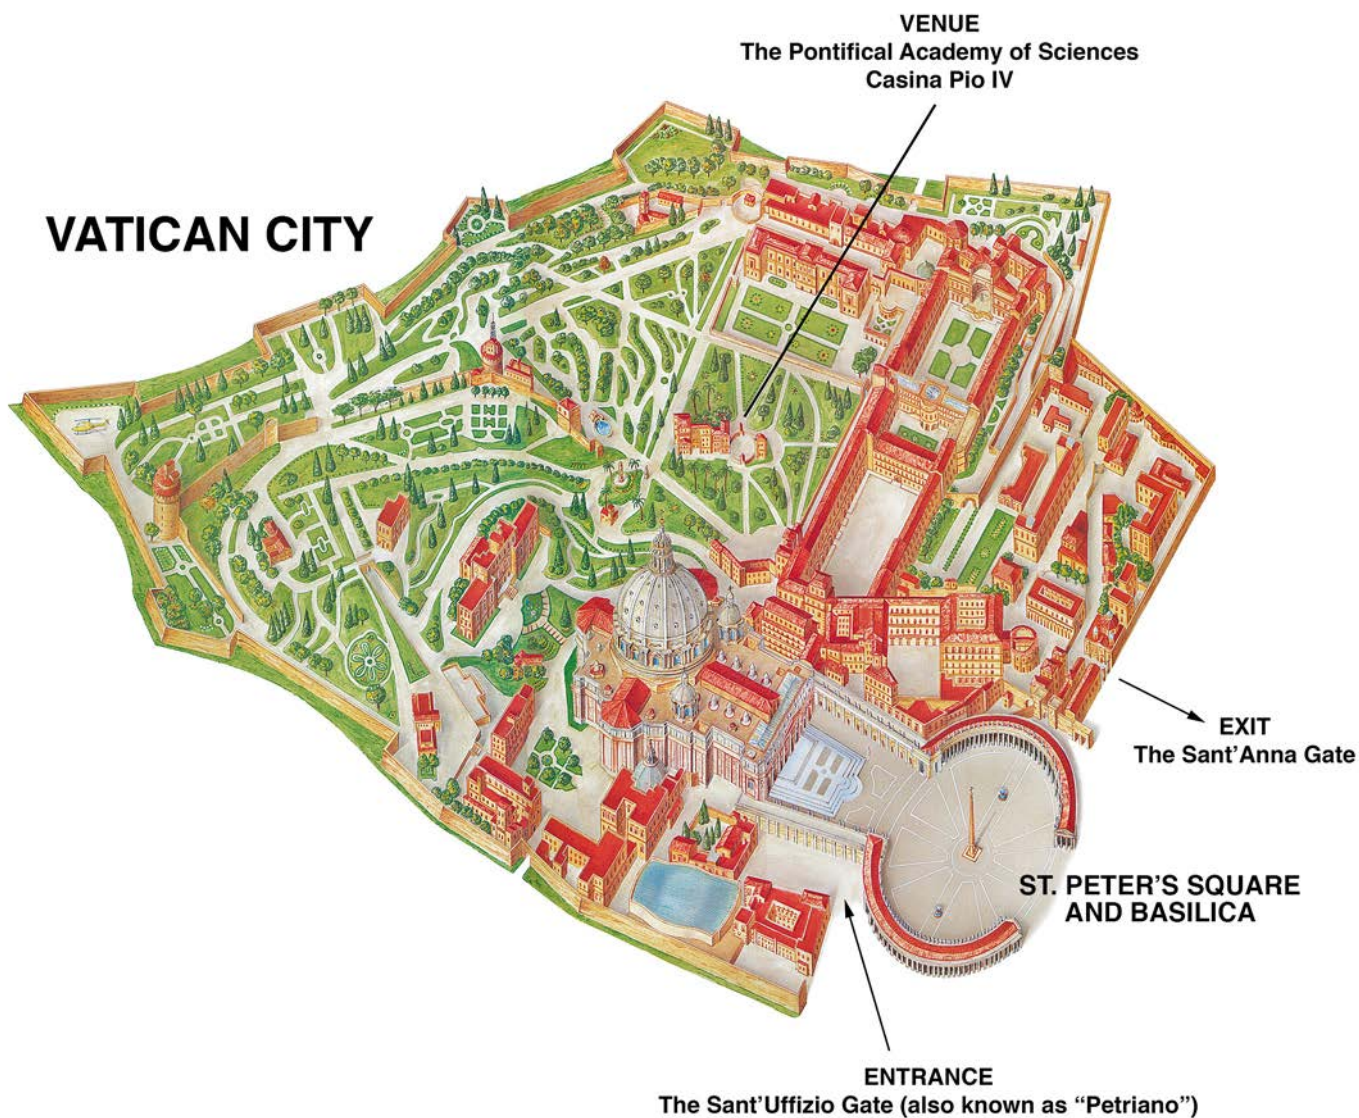 VENUE
The Pontifical Academy of Sciences
Casina Pio IV
VATICAN CITY
EXIT
The Sant'Anna Gate
ST. PETER'S SQUARE
AND BASILICA
ENTRANCE
The Sant'Uffizio Gate (also known as “Petriano”)